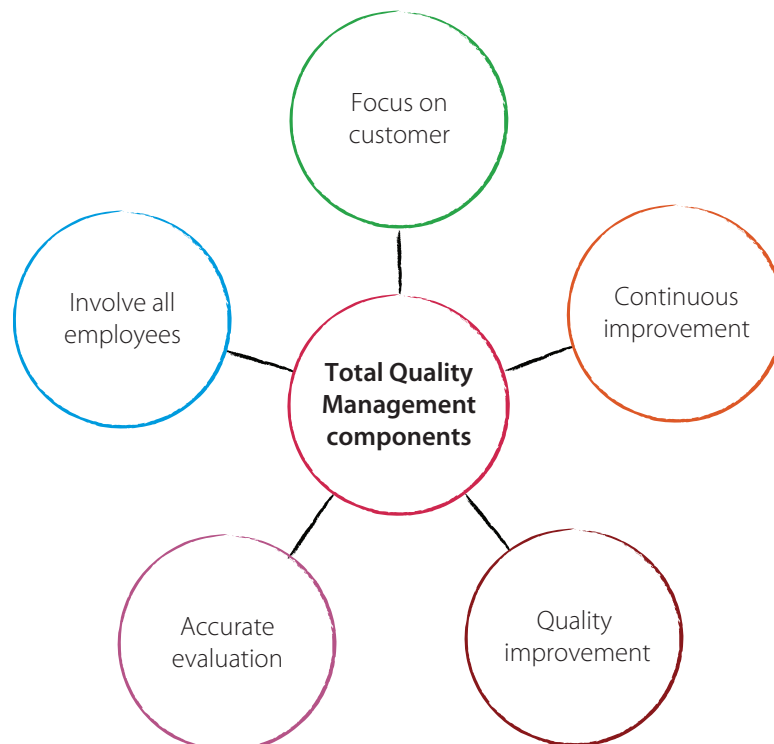 Focus on
customer
Involve all
employees
Continuous
improvement
Total Quality
Management
components
Accurate
evaluation
Quality
improvement